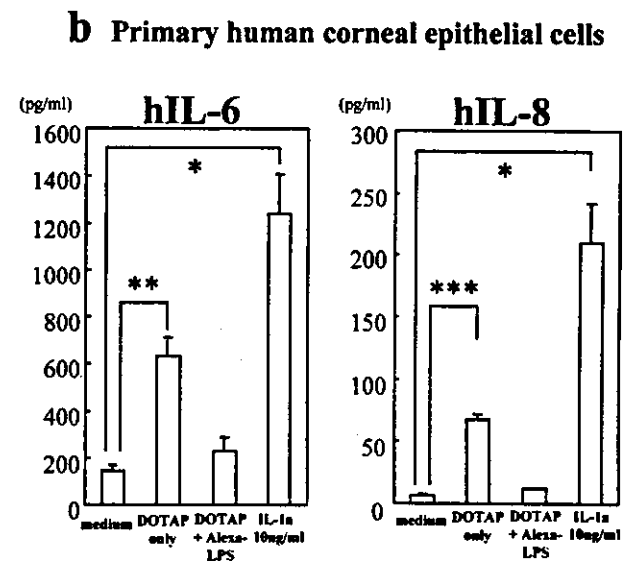 b Primary human corneal epithelial cells
(pg/ml)
hIL-6
1600
1400
1200
1000
800
600
400
200
0
*
**
medium
DOTAP only
DOTAP + Alexa-LPS
IL-1α 10ng/ml
(pg/ml)
hIL-8
300
250
200
150
100
50
0
*
***
medium
DOTAP only
DOTAP + Alexa-LPS
IL-1α 10ng/ml